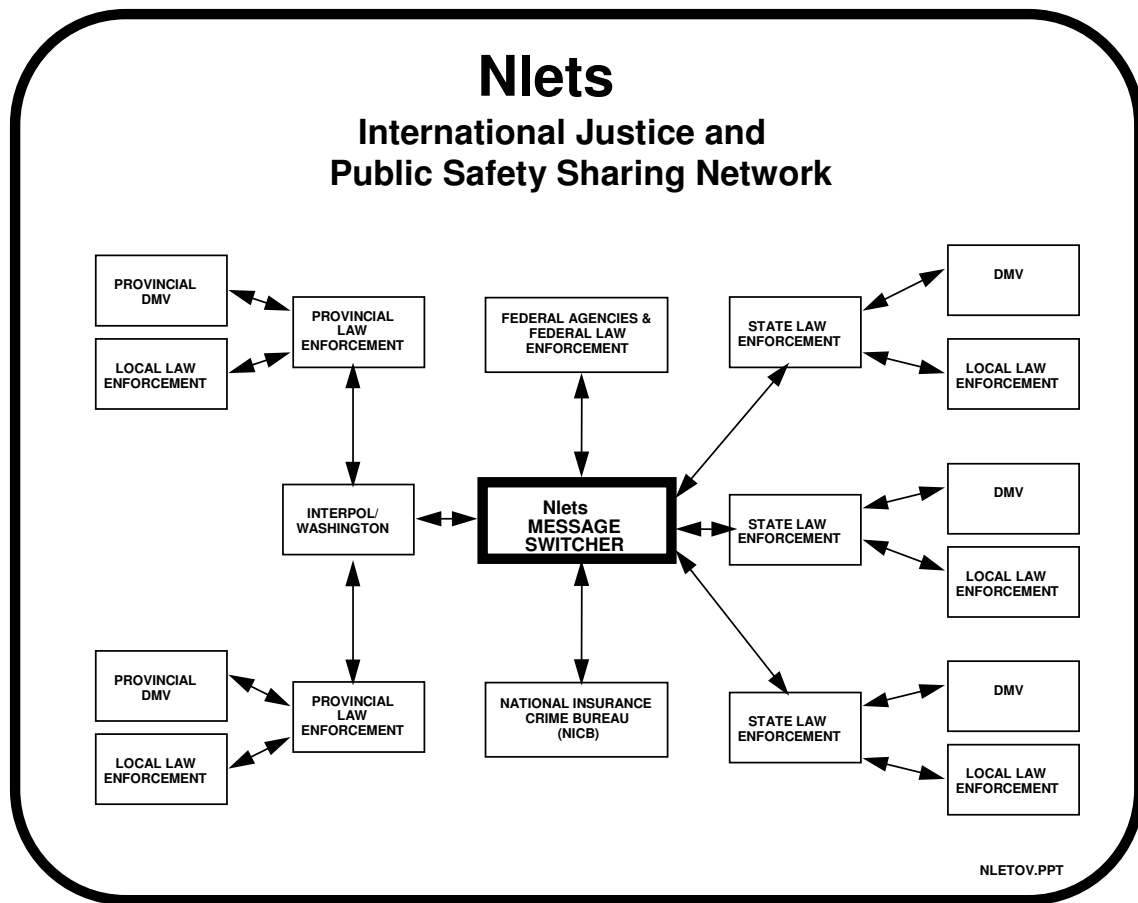 Nlets
International Justice and
Public Safety Sharing Network
PROVINCIAL
DMV
LOCAL LAW
ENFORCEMENT
PROVINCIAL
LAW
ENFORCEMENT
FEDERAL AGENCIES &
FEDERAL LAW
ENFORCEMENT
STATE LAW
ENFORCEMENT
DMV
LOCAL LAW
ENFORCEMENT
INTERPOL/
WASHINGTON
Nlets
MESSAGE
SWITCHER
STATE LAW
ENFORCEMENT
DMV
LOCAL LAW
ENFORCEMENT
PROVINCIAL
DMV
LOCAL LAW
ENFORCEMENT
PROVINCIAL
LAW
ENFORCEMENT
NATIONAL INSURANCE
CRIME BUREAU
(NICB)
STATE LAW
ENFORCEMENT
DMV
LOCAL LAW
ENFORCEMENT
NLETOV.PPT